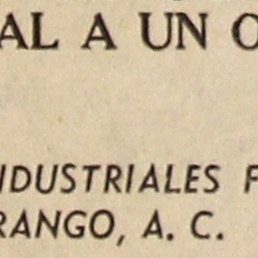 AL A UN O
NDUSTRIALES F
RANGO, A. C.